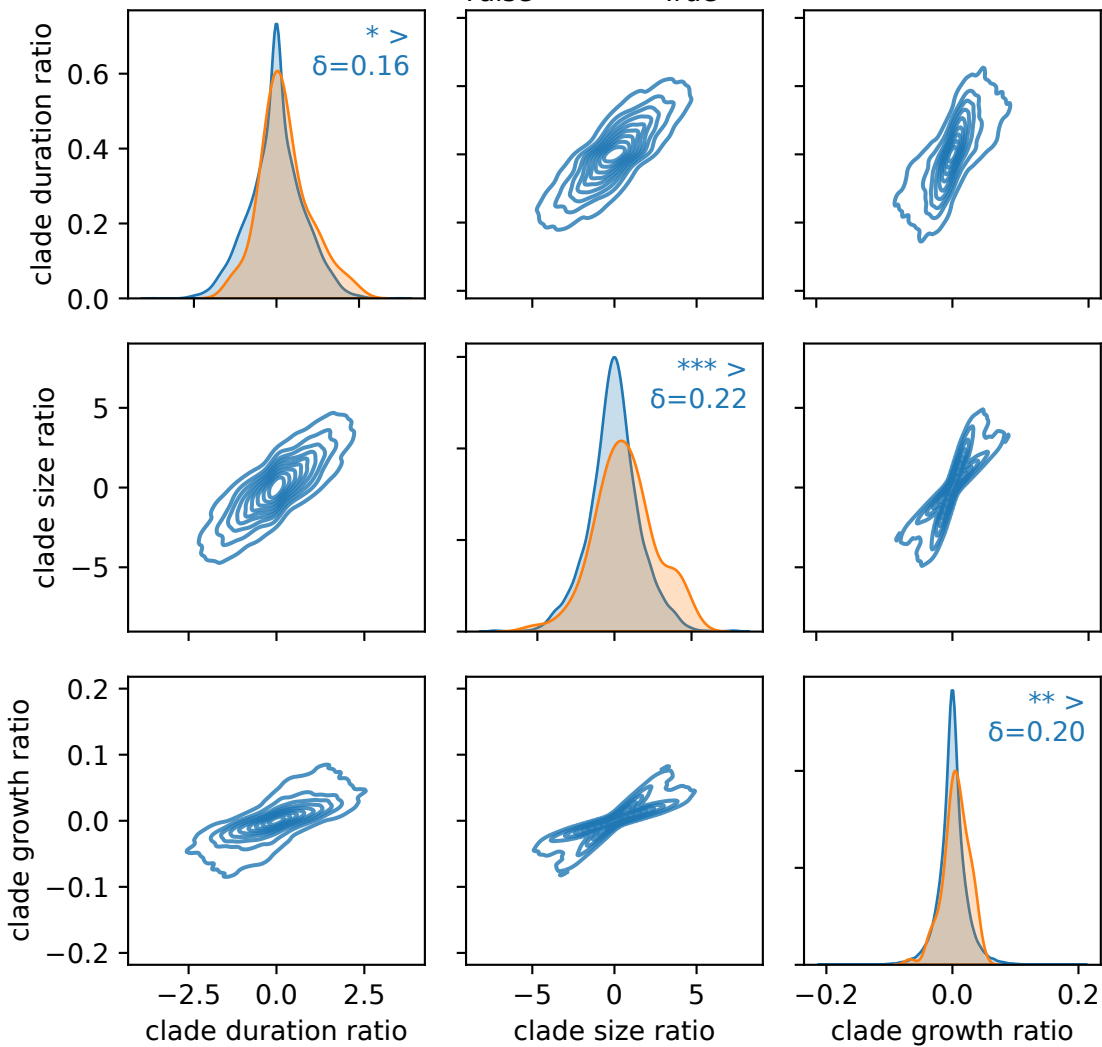 clade duration ratio
0.6
0.4
0.2
0.0
* >
δ=0.16
clade size ratio
5
0
−5
*** >
δ=0.22
clade growth ratio
0.2
0.1
0.0
−0.1
−0.2
** >
δ=0.20
−2.5 0.0 2.5
clade duration ratio
−5 0 5
clade size ratio
−0.2 0.0 0.2
clade growth ratio